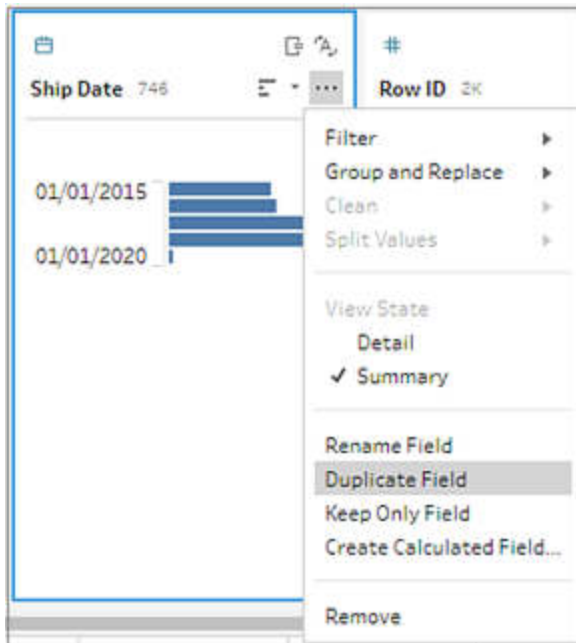 Ship Date 746
Row ID 2K
01/01/2015
01/01/2020
Filter
Group and Replace
Clean
Split Values
View State
Detail
✓ Summary
Rename Field
Duplicate Field
Keep Only Field
Create Calculated Field...
Remove